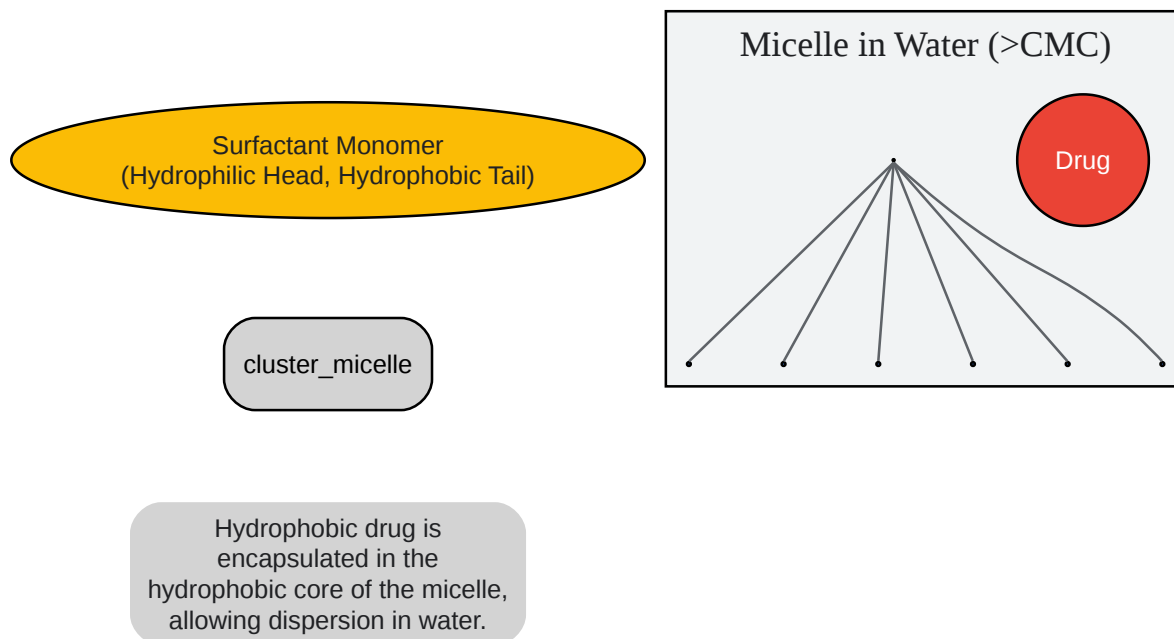 Micelle in Water (>CMC)
Surfactant Monomer
(Hydrophilic Head, Hydrophobic Tail)
Drug
cluster_micelle
Hydrophobic drug is
encapsulated in the
hydrophobic core of the micelle,
allowing dispersion in water.